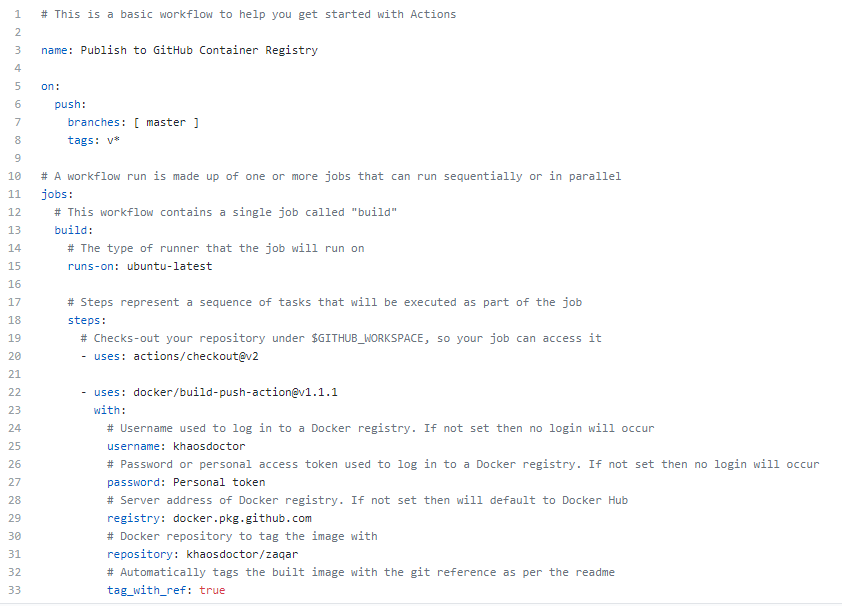 1 # This is a basic workflow to help you get started with Actions
2
3 name: Publish to GitHub Container Registry
4
5 on:
6   push:
7     branches: [ master ]
8     tags: v*
9
10 # A workflow run is made up of one or more jobs that can run sequentially or in parallel
11 jobs:
12   # This workflow contains a single job called "build"
13   build:
14     # The type of runner that the job will run on
15     runs-on: ubuntu-latest
16
17     # Steps represent a sequence of tasks that will be executed as part of the job
18     steps:
19       # Checks-out your repository under $GITHUB_WORKSPACE, so your job can access it
20       - uses: actions/checkout@v2
21
22       - uses: docker/build-push-action@v1.1.1
23         with:
24           # Username used to log in to a Docker registry. If not set then no login will occur
25           username: khaosdoctor
26           # Password or personal access token used to log in to a Docker registry. If not set then no login will occur
27           password: Personal token
28           # Server address of Docker registry. If not set then will default to Docker Hub
29           registry: docker.pkg.github.com
30           # Docker repository to tag the image with
31           repository: khaosdoctor/zaqar
32           # Automatically tags the built image with the git reference as per the readme
33           tag_with_ref: true